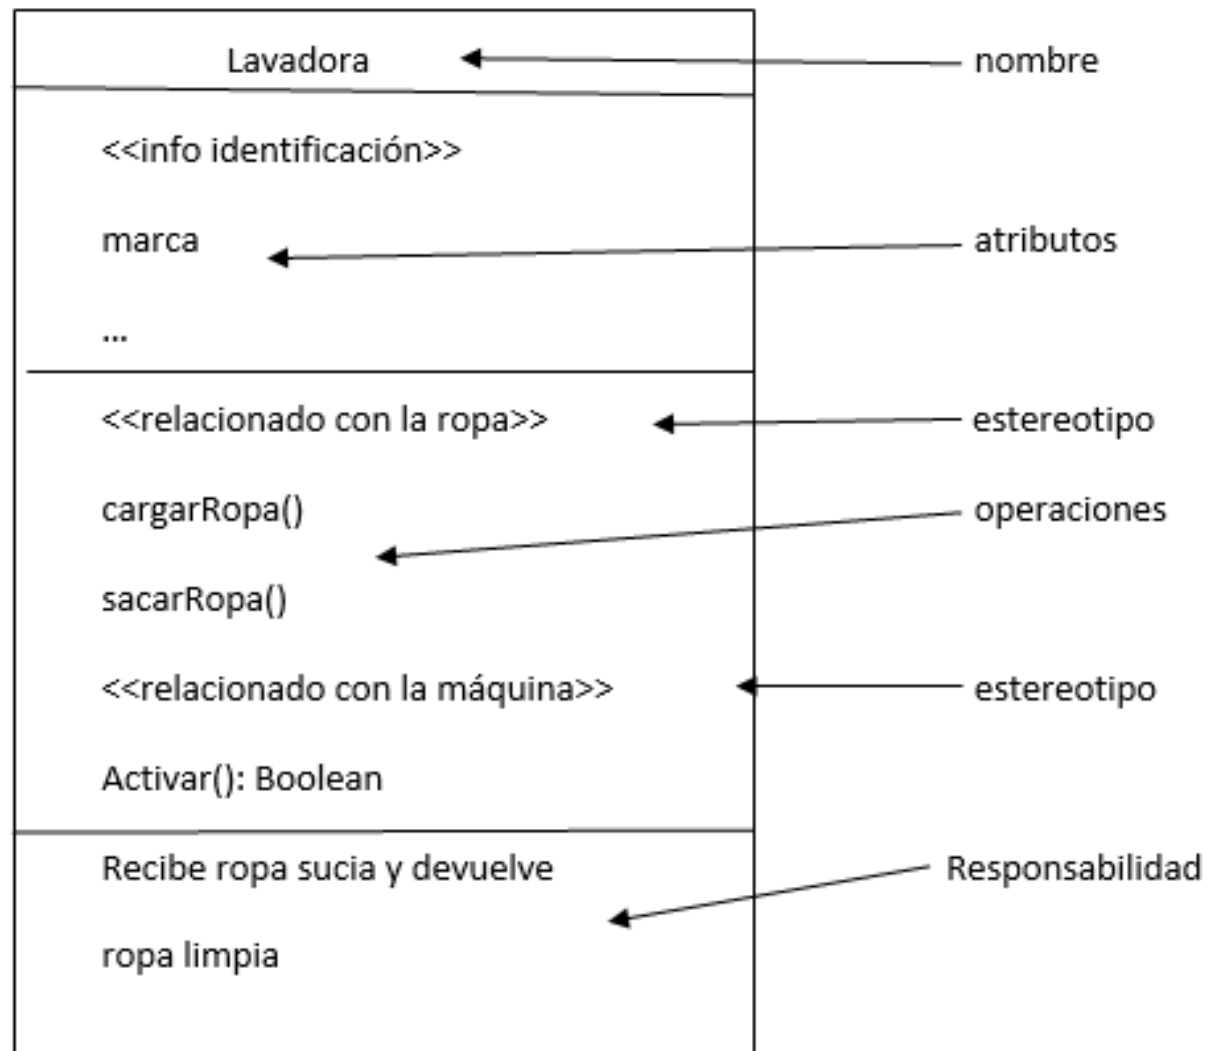 Lavadora nombre
<<info identificación>>
marca atributos
...
<<relacionado con la ropa>> estereotipo
cargarRopa() operaciones
sacarRopa()
<<relacionado con la máquina>> estereotipo
Activar(): Boolean
Recibe ropa sucia y devuelve Responsabilidad
ropa limpia